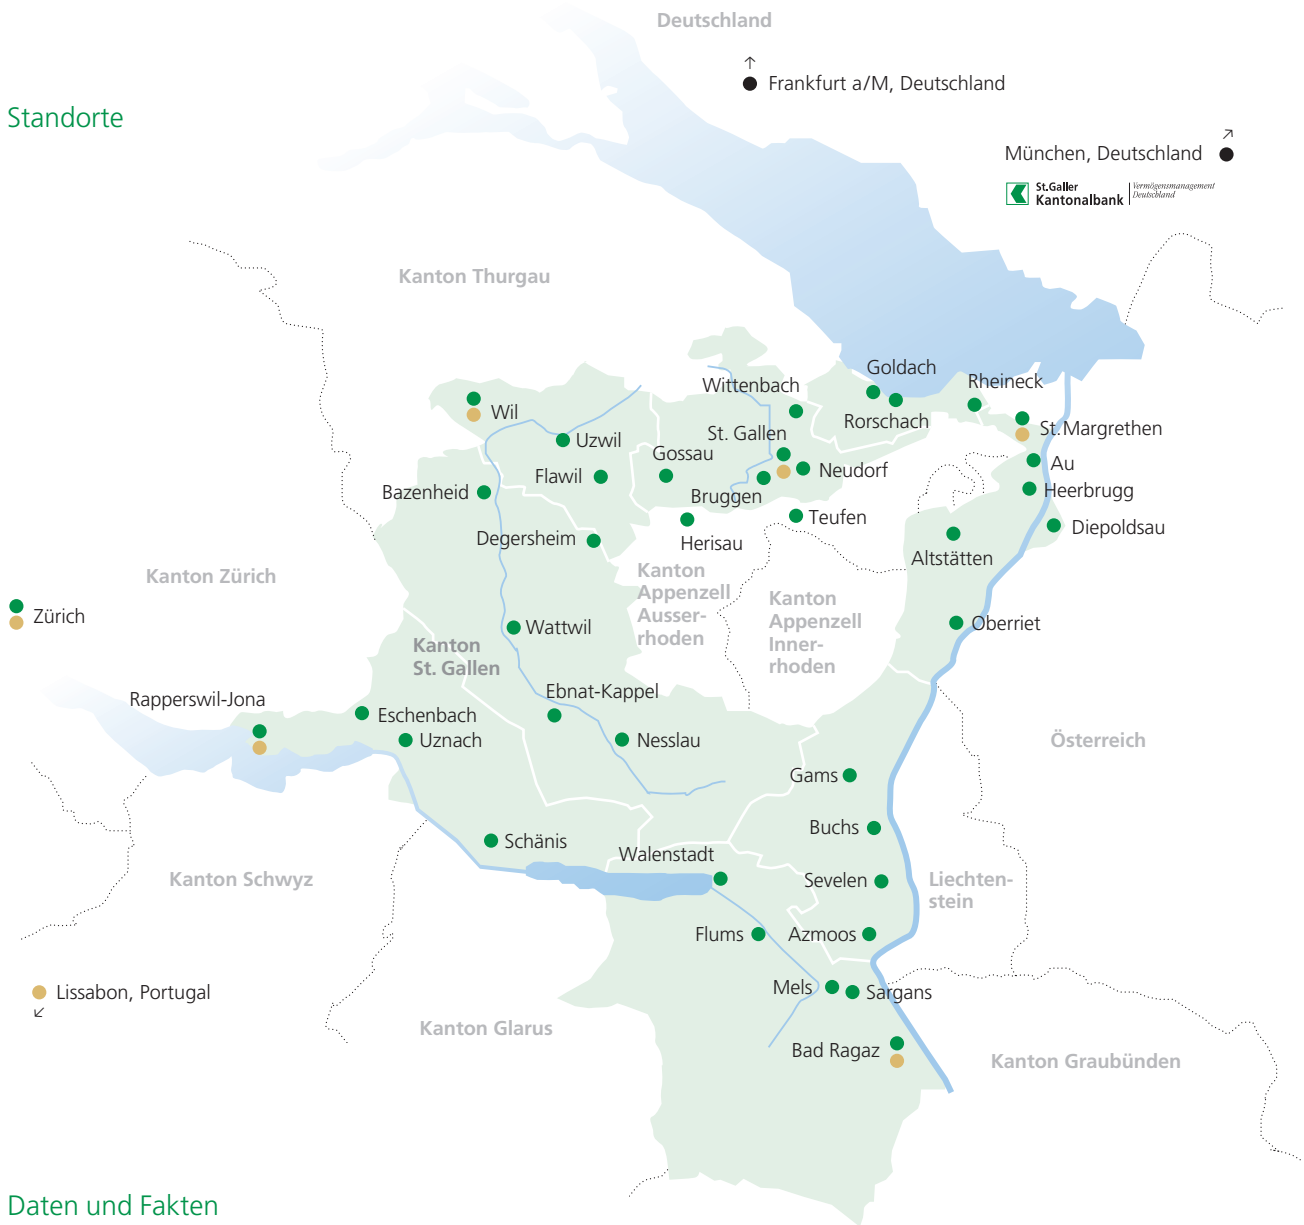 Deutschland
↑
Frankfurt a/M, Deutschland
Standorte
↗
München, Deutschland
St.Galler
Kantonalbank
Vermögensmanagement
Deutschland
Kanton Thurgau
Goldach
Rheineck
Wittenbach
Wil
Rorschach
St.Margrethen
St. Gallen
Uzwil
Gossau
Au
Neudorf
Flawil
Heerbrugg
Bazenheid
Bruggen
Teufen
Diepoldsau
Degersheim
Herisau
Altstätten
Kanton
Appenzell
Ausser-
rhoden
Kanton Zürich
Kanton
Appenzell
Inner-
rhoden
Zürich
Wattwil
Oberriet
Kanton
St. Gallen
Rapperswil-Jona
Ebnat-Kappel
Eschenbach
Uznach
Nesslau
Österreich
Gams
Buchs
Schänis
Walenstadt
Kanton Schwyz
Sevelen
Liechten-
stein
Flums
Azmoos
Mels
Sargans
Lissabon, Portugal
↙
Kanton Glarus
Bad Ragaz
Kanton Graubünden
Daten und Fakten